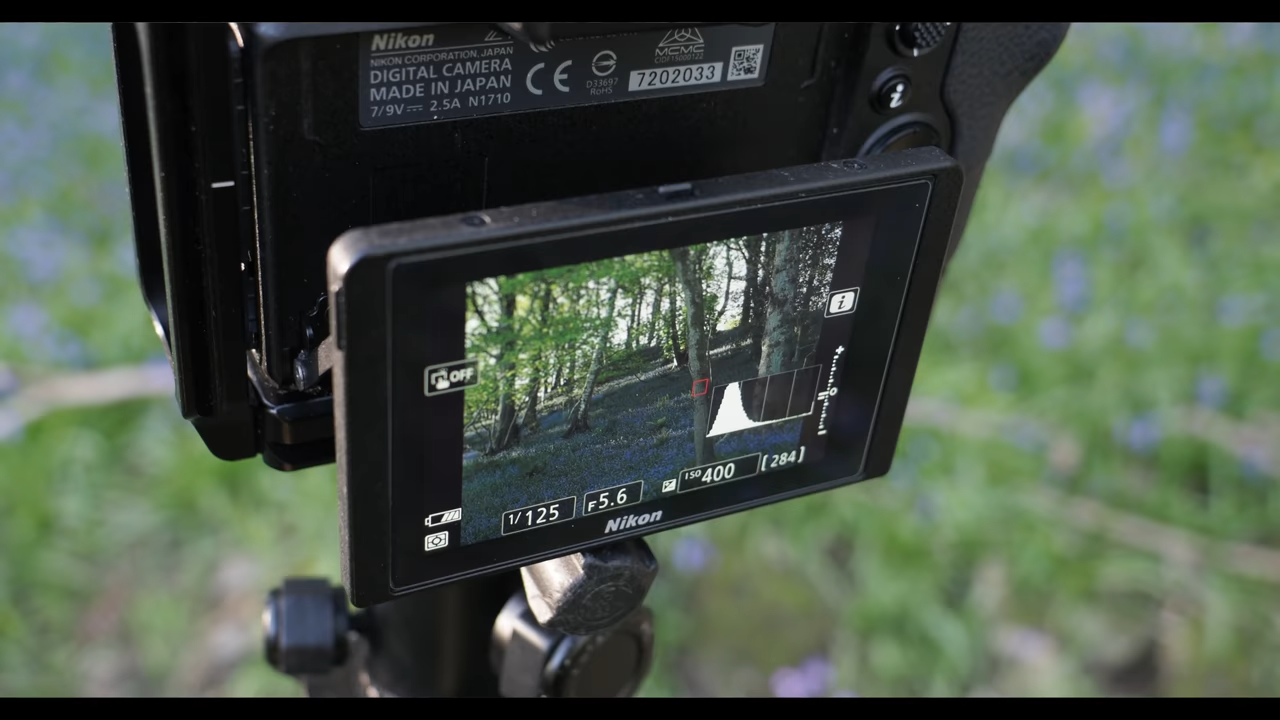 Nikon
NIKON CORPORATION, JAPAN
DIGITAL CAMERA
MADE IN JAPAN
7/9V⎓ 2.5A N1710
CE
D33697
RoHS
MCMC
7202033
i
i
OFF
1/125
F5.6
ISO 400
[284]
Nikon